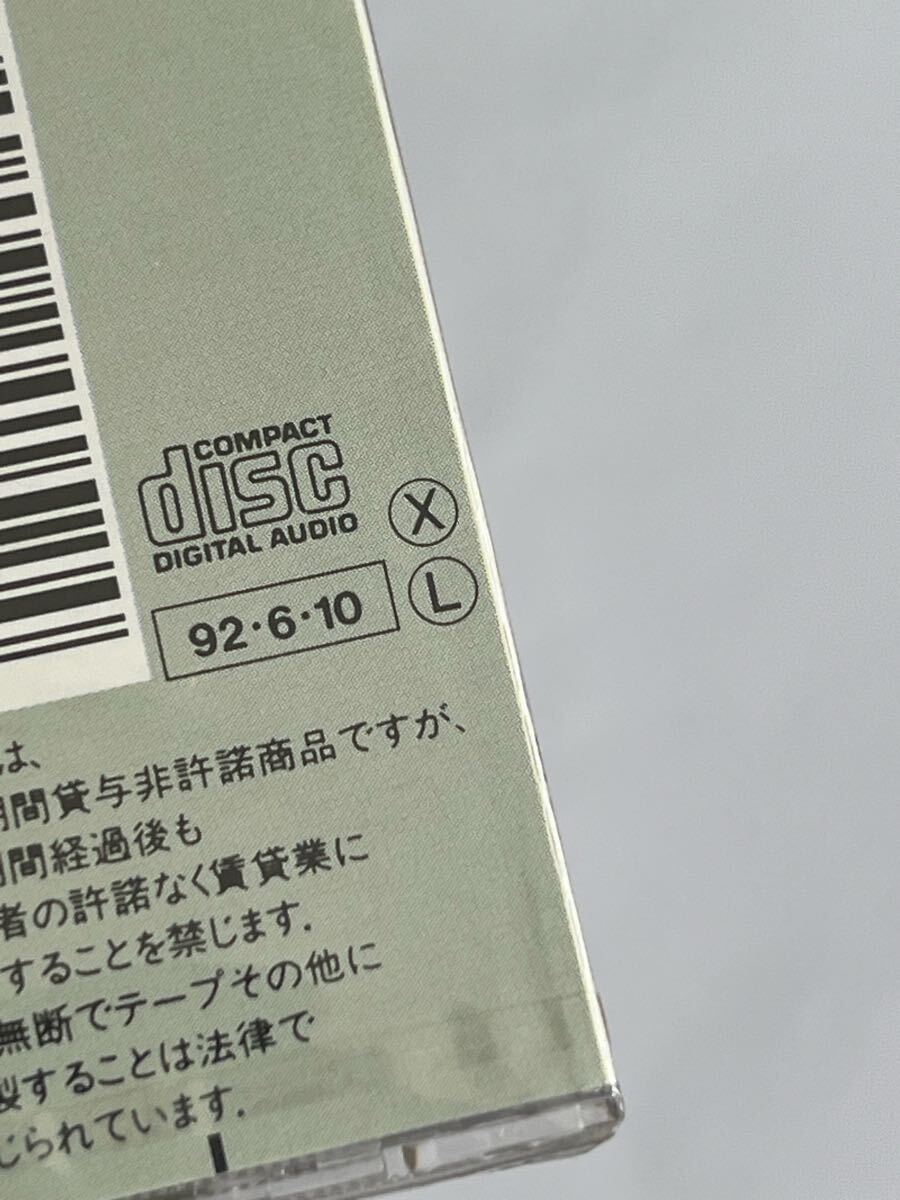 COMPACT
disc
DIGITAL AUDIO
X
L
92・6・10
は、
間貸与非許諾商品ですが、
間経過後も
者の許諾なく賃貸業に
することを禁じます.
無断でテープその他に
製することは法律で
じられています.